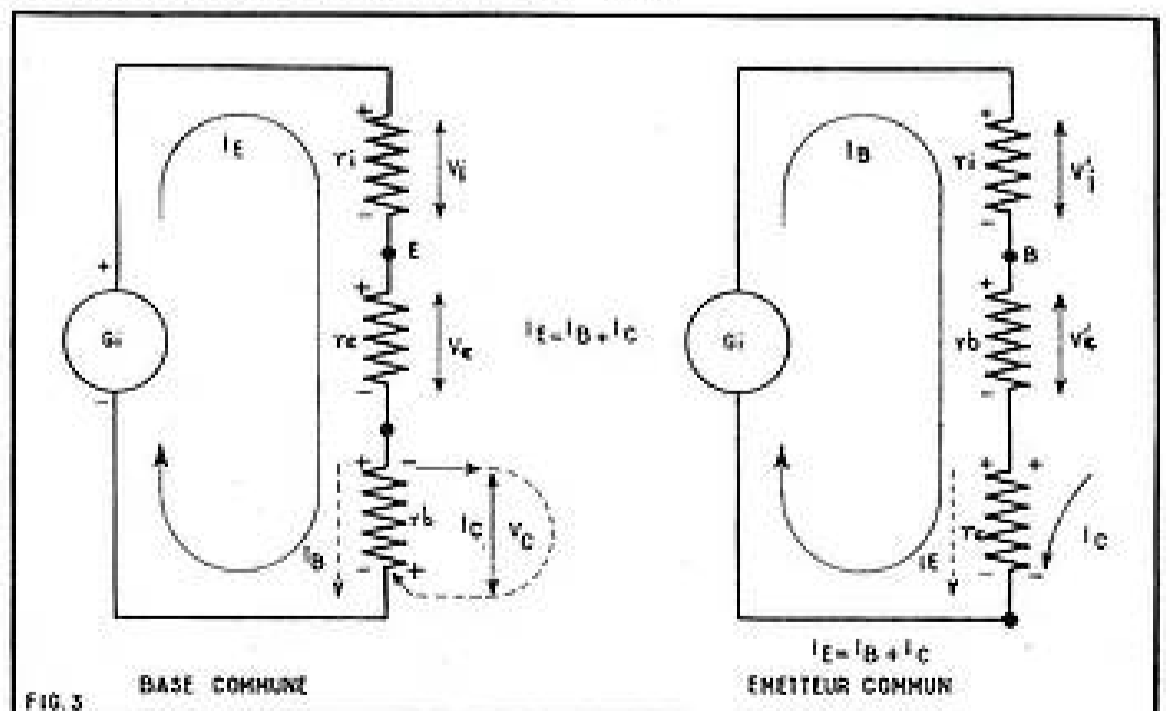 IE
ri
Vi
E
+
Gi
-
re
Ve
IE=IB+IC
IB
rb
IC
VC
BASE COMMUNE
IB
ri
V'i
B
Gi
rb
V'e
IE
re
IC
IE=IB+IC
EMETTEUR COMMUN
FIG. 3